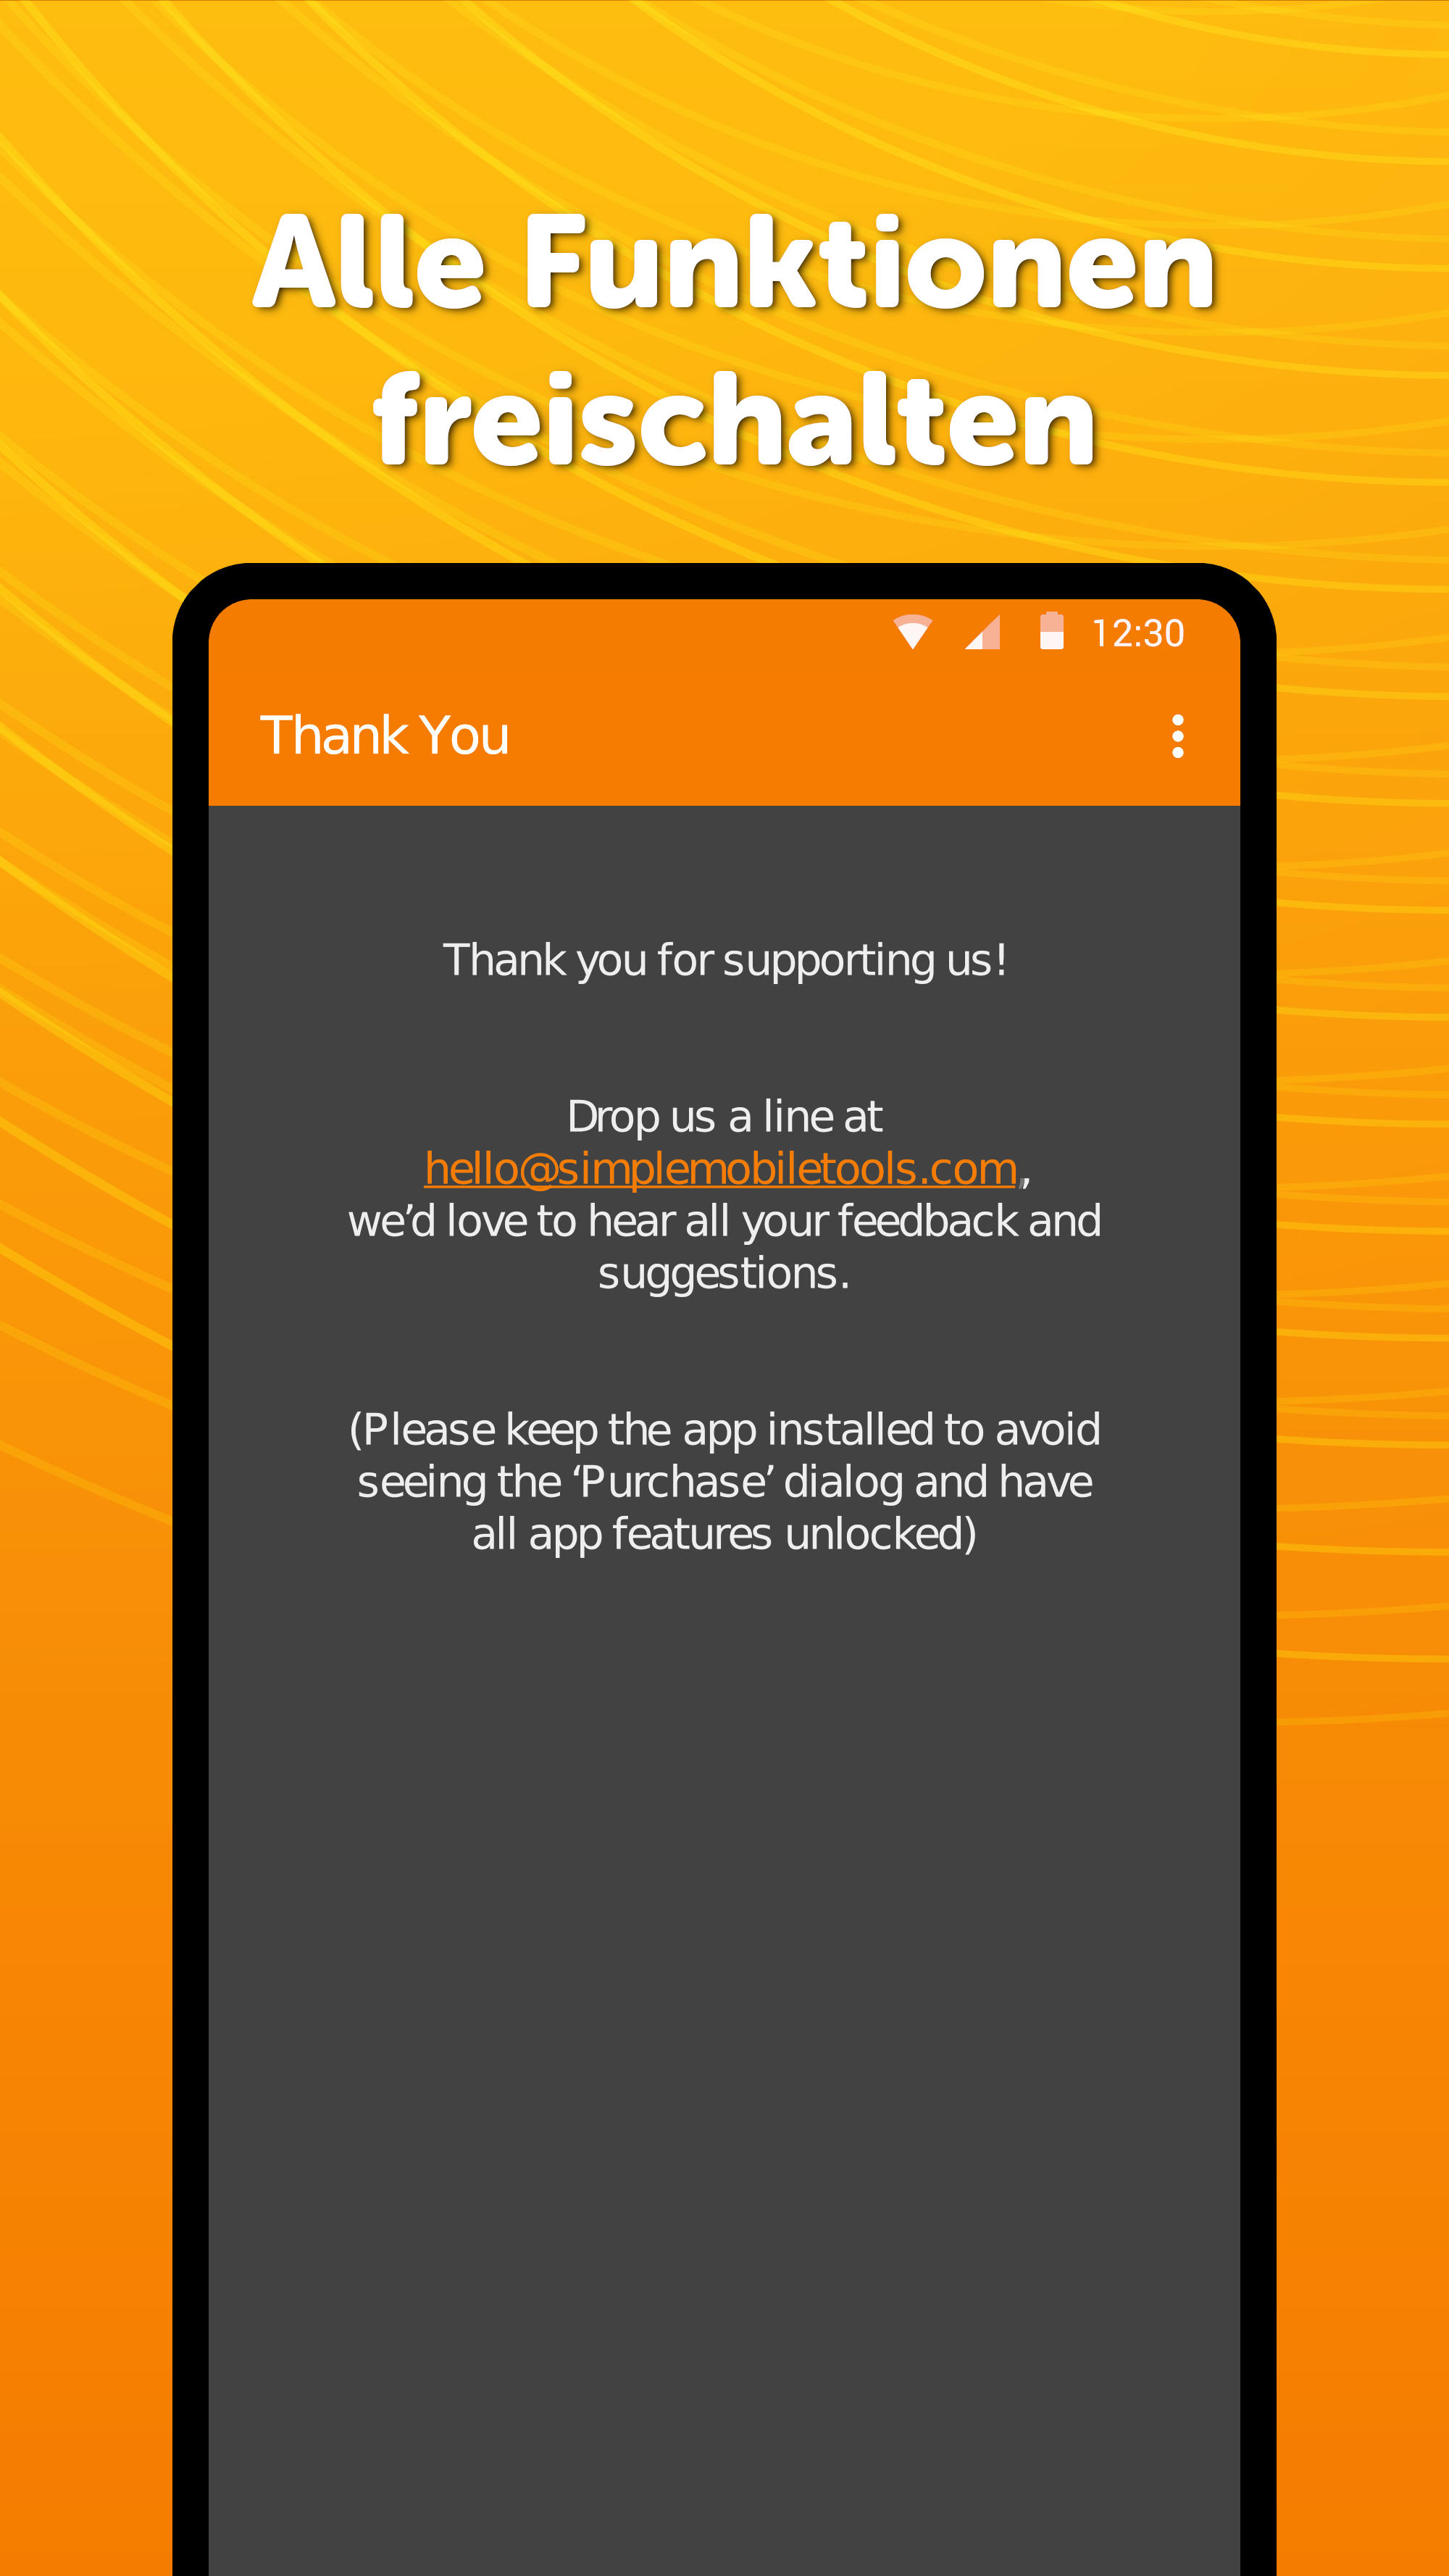 Alle Funktionen
freischalten
12:30
Thank You
Thank you for supporting us!
Drop us a line at
hello@simplemobiletools.com,
we’d love to hear all your feedback and
suggestions.
(Please keep the app installed to avoid
seeing the ‘Purchase’ dialog and have
all app features unlocked)